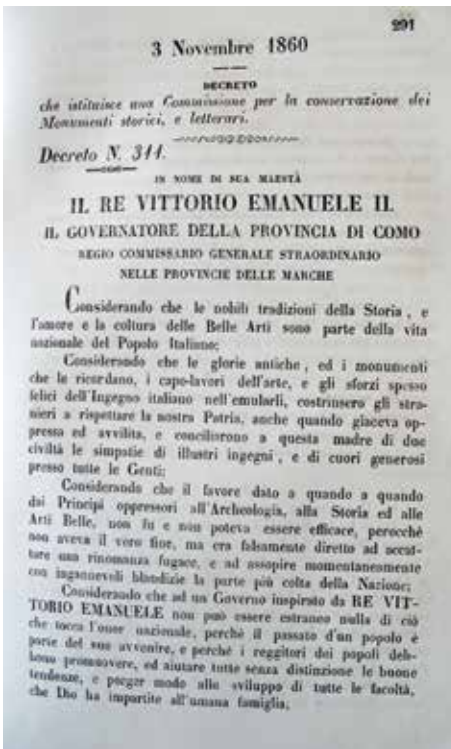 291
3 Novembre 1860
DECRETO
che istituisce una Commissione per la conservazione dei
Monumenti storici, e letterari.
Decreto N. 311.
IN NOME DI SUA MAESTÀ
IL RE VITTORIO EMANUELE II.
IL GOVERNATORE DELLA PROVINCIA DI COMO
REGIO COMMISSARIO GENERALE STRAORDINARIO
NELLE PROVINCIE DELLE MARCHE
Considerando che le nobili tradizioni della Storia, e
l'amore e la coltura delle Belle Arti sono parte della vita
nazionale del Popolo Italiano;
Considerando che le glorie antiche, ed i monumenti
che le ricordano, i capo-lavori dell'arte, e gli sforzi spesso
felici dell'Ingegno italiano nell'emularli, costrinsero gli stra-
nieri a rispettare la nostra Patria, anche quando giaceva op-
pressa ed avvilita, e conciliarono a questa madre di due
civiltà le simpatie di illustri ingegni, e di cuori generosi
presso tutte le Genti;
Considerando che il favore dato a quando a quando
dai Principi oppressori all'Archeologia, alla Storia ed alle
Arti Belle, non fu e non poteva essere efficace, perocchè
non aveva il vero fine, ma era falsamente diretto ad accat-
tare una rinomanza fugace, e ad assopire momentaneamente
con ingannevoli blandizie la parte più colta della Nazione;
Considerando che ad un Governo inspirato da RE VIT-
TORIO EMANUELE non può essere estraneo nulla di ciò
che tocca l'onor nazionale, perchè il passato d'un popolo è
parte del suo avvenire, e perchè i reggitori dei popoli deb-
bono promuovere, ed aiutare tutte senza distinzione le buone
tendenze, e porger modo allo sviluppo di tutte le facoltà,
che Dio ha impartite all'umana famiglia;